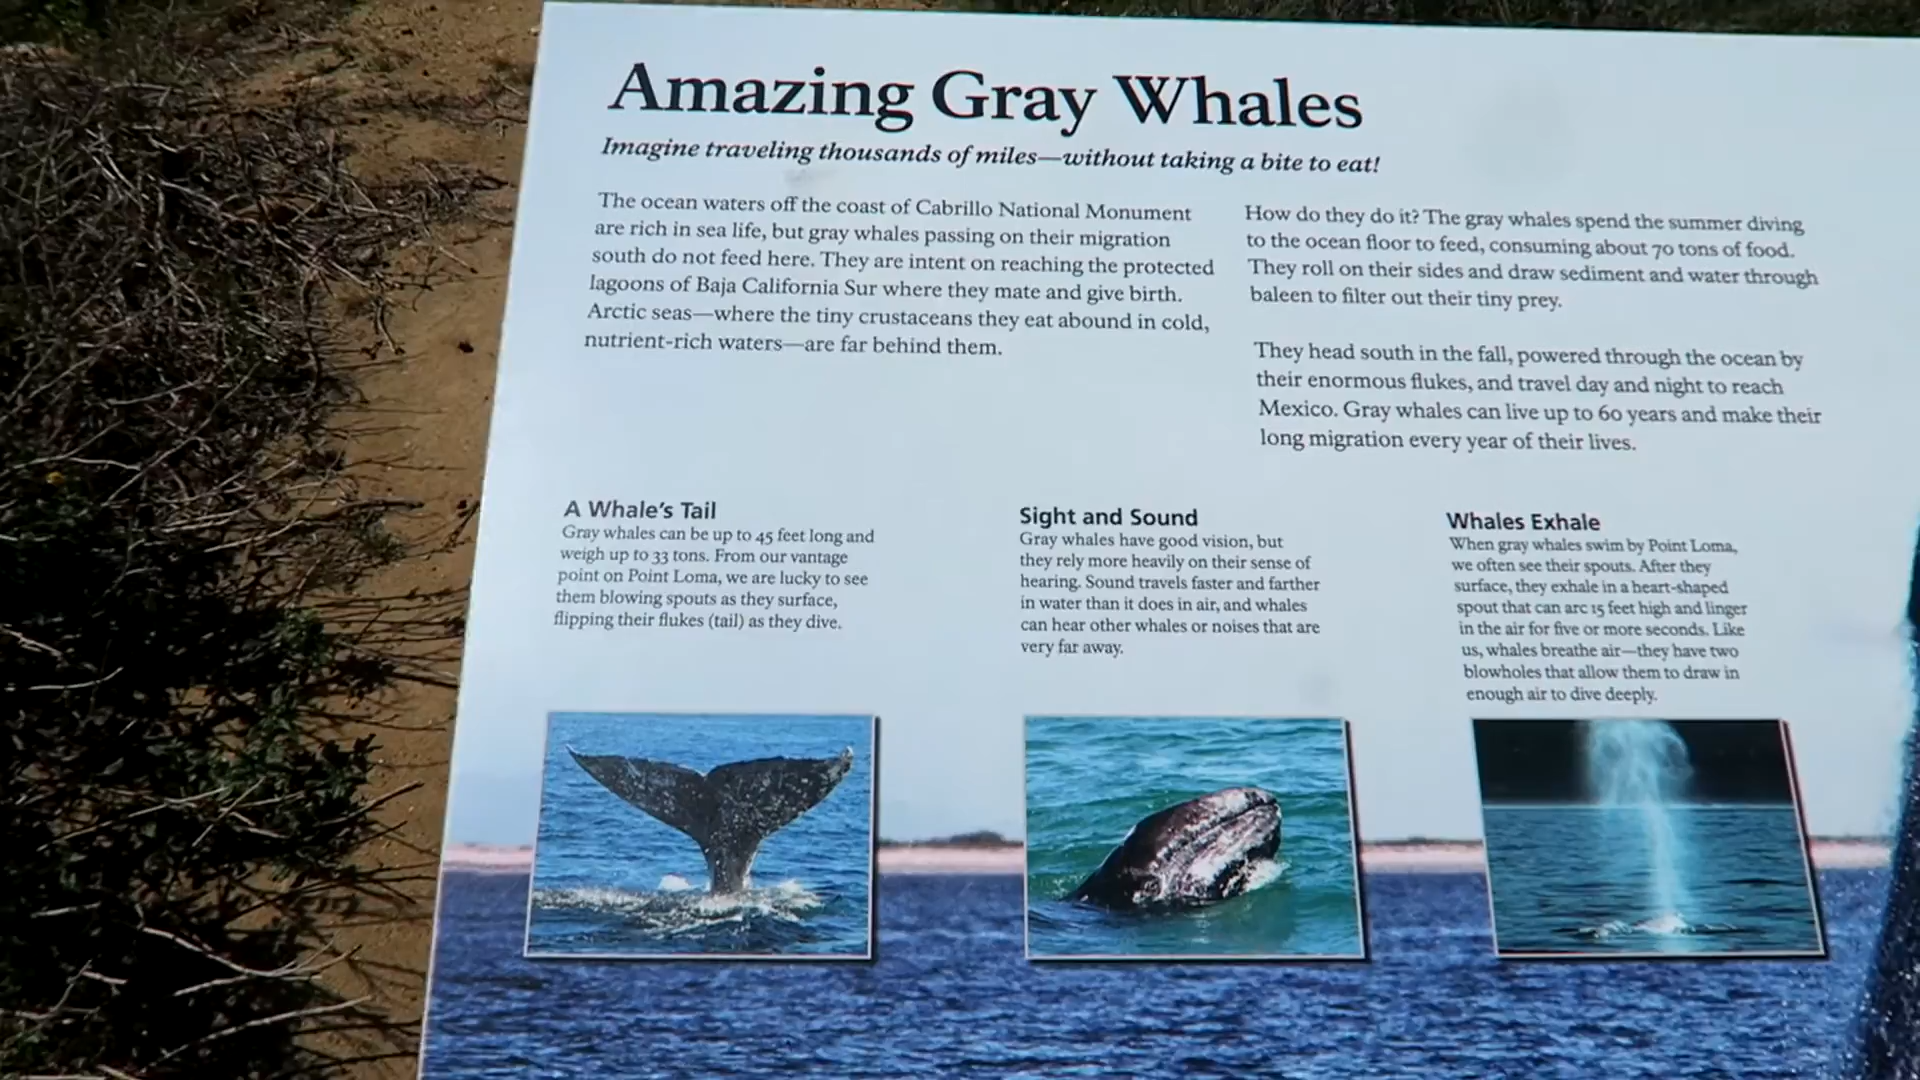 Amazing Gray Whales
Imagine traveling thousands of miles—without taking a bite to eat!
The ocean waters off the coast of Cabrillo National Monument
are rich in sea life, but gray whales passing on their migration
south do not feed here. They are intent on reaching the protected
lagoons of Baja California Sur where they mate and give birth.
Arctic seas—where the tiny crustaceans they eat abound in cold,
nutrient-rich waters—are far behind them.
How do they do it? The gray whales spend the summer diving
to the ocean floor to feed, consuming about 70 tons of food.
They roll on their sides and draw sediment and water through
baleen to filter out their tiny prey.
They head south in the fall, powered through the ocean by
their enormous flukes, and travel day and night to reach
Mexico. Gray whales can live up to 60 years and make their
long migration every year of their lives.
A Whale's Tail
Gray whales can be up to 45 feet long and
weigh up to 33 tons. From our vantage
point on Point Loma, we are lucky to see
them blowing spouts as they surface,
flipping their flukes (tail) as they dive.
Sight and Sound
Gray whales have good vision, but
they rely more heavily on their sense of
hearing. Sound travels faster and farther
in water than it does in air, and whales
can hear other whales or noises that are
very far away.
Whales Exhale
When gray whales swim by Point Loma,
we often see their spouts. After they
surface, they exhale in a heart-shaped
spout that can arc 15 feet high and linger
in the air for five or more seconds. Like
us, whales breathe air—they have two
blowholes that allow them to draw in
enough air to dive deeply.